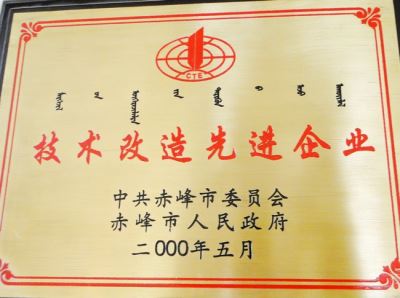 CTE
技术改造先进企业
中共赤峰市委员会
赤峰市人民政府
二000年五月